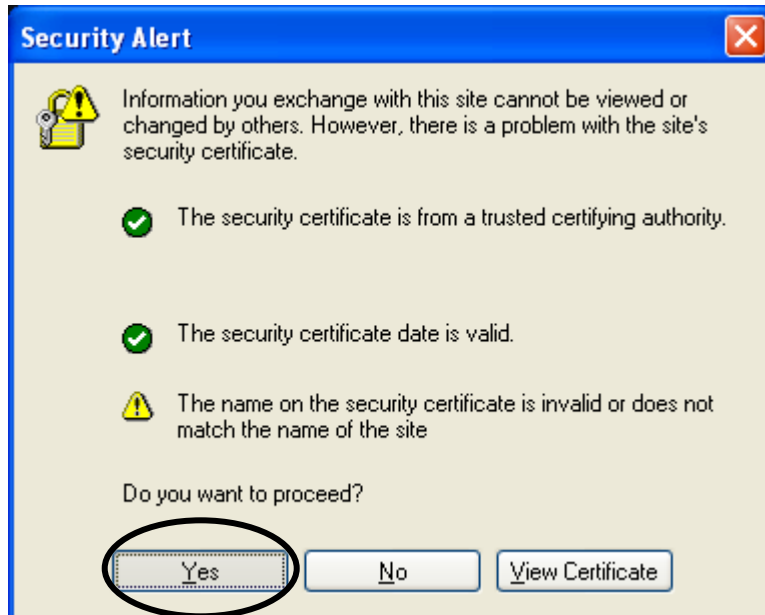 Security Alert
Information you exchange with this site cannot be viewed or
changed by others. However, there is a problem with the site's
security certificate.
The security certificate is from a trusted certifying authority.
The security certificate date is valid.
The name on the security certificate is invalid or does not
match the name of the site
Do you want to proceed?
Yes No View Certificate